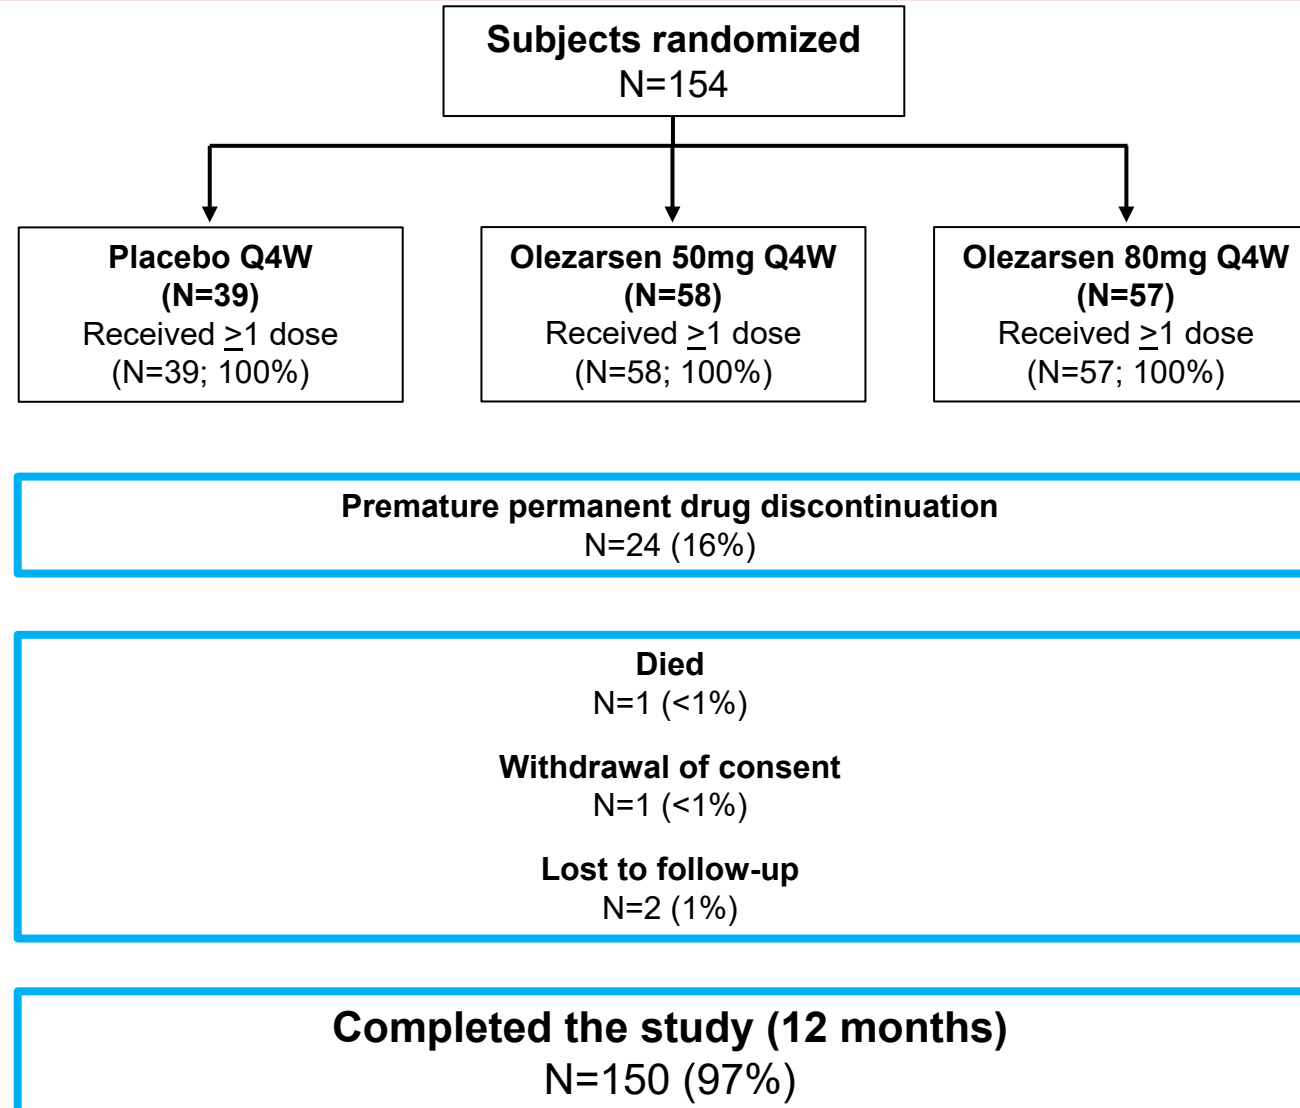 Subjects randomized
N=154
Placebo Q4W
(N=39)
Received ≥1 dose
(N=39; 100%)
Olezarsen 50mg Q4W
(N=58)
Received ≥1 dose
(N=58; 100%)
Olezarsen 80mg Q4W
(N=57)
Received ≥1 dose
(N=57; 100%)
Premature permanent drug discontinuation
N=24 (16%)
Died
N=1 (<1%)
Withdrawal of consent
N=1 (<1%)
Lost to follow-up
N=2 (1%)
Completed the study (12 months)
N=150 (97%)